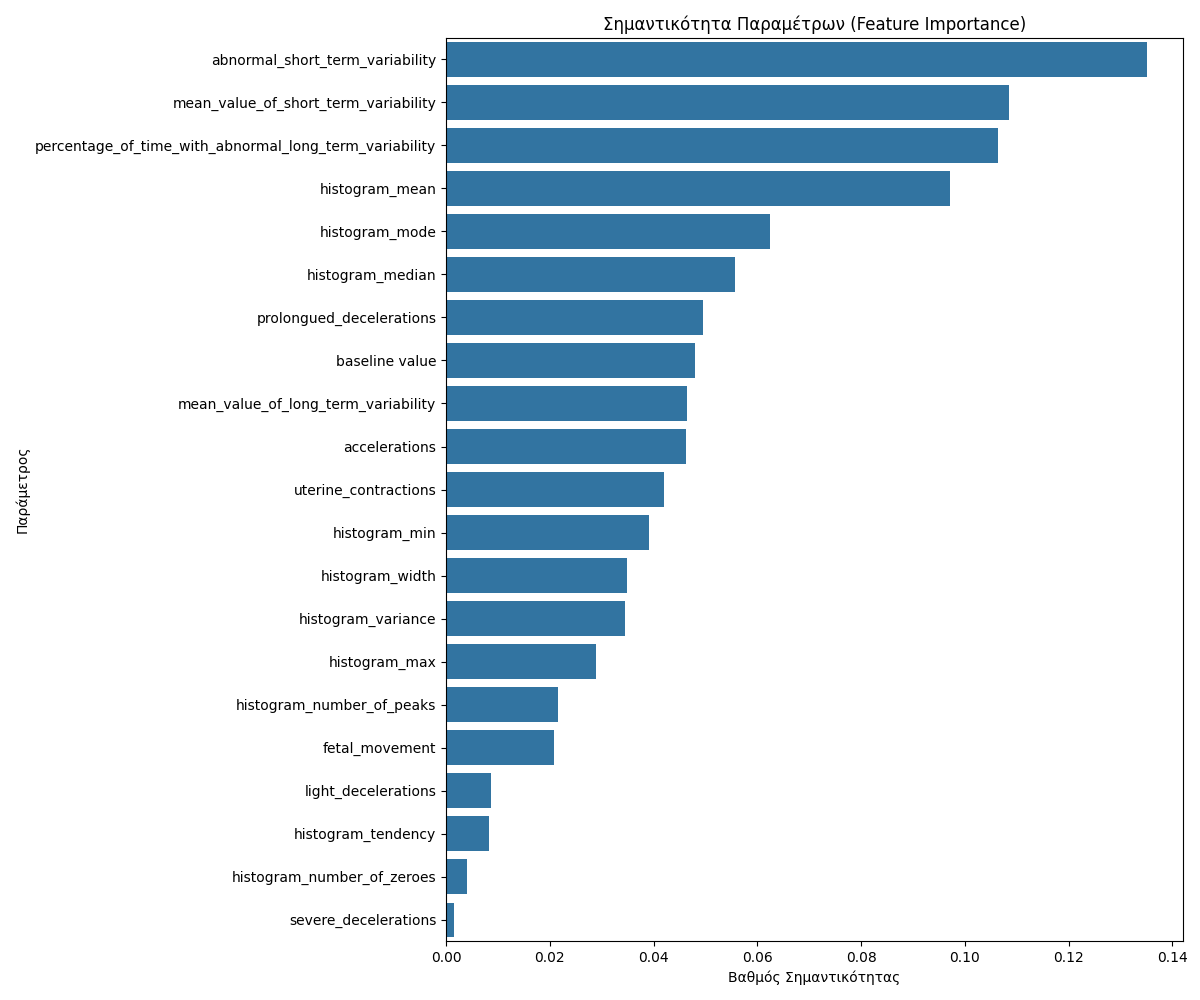 Σημαντικότητα Παραμέτρων (Feature Importance)
abnormal_short_term_variability
mean_value_of_short_term_variability
percentage_of_time_with_abnormal_long_term_variability
histogram_mean
histogram_mode
histogram_median
prolongued_decelerations
baseline value
mean_value_of_long_term_variability
accelerations
uterine_contractions
histogram_min
histogram_width
histogram_variance
histogram_max
histogram_number_of_peaks
fetal_movement
light_decelerations
histogram_tendency
histogram_number_of_zeroes
severe_decelerations
Παράμετρος
0.00 0.02 0.04 0.06 0.08 0.10 0.12 0.14
Βαθμός Σημαντικότητας